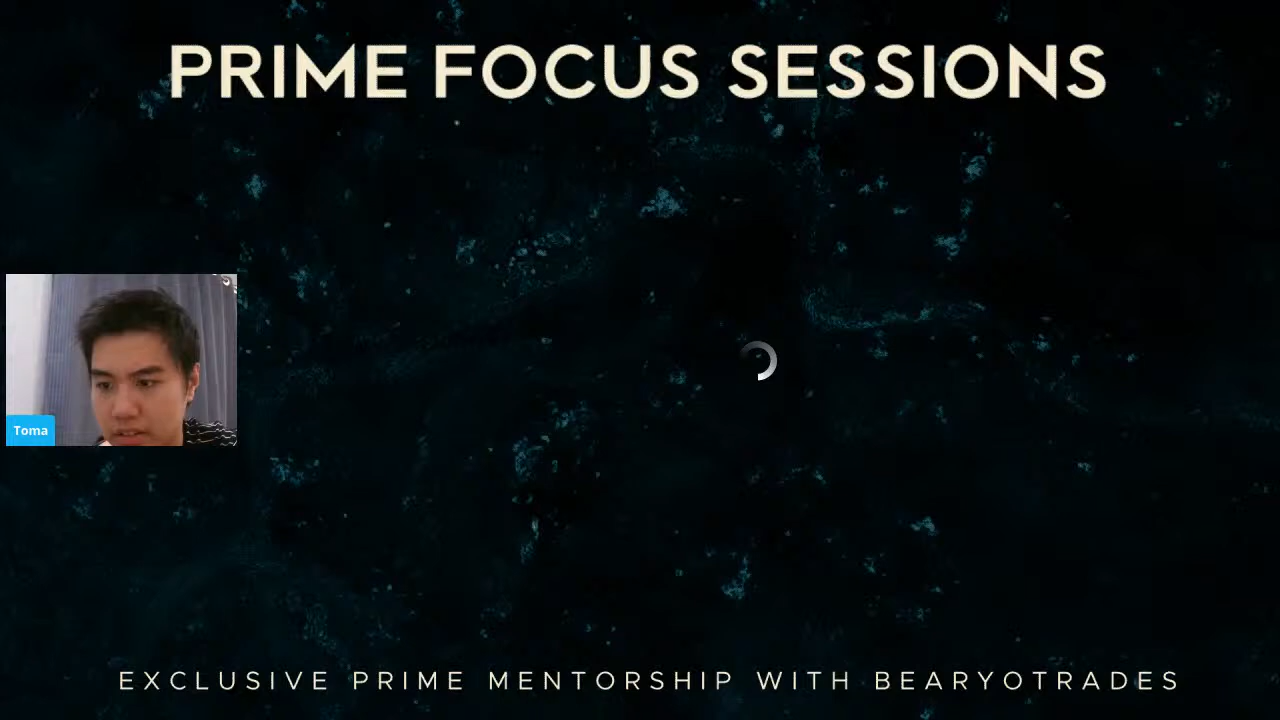 PRIME FOCUS SESSIONS
Toma
EXCLUSIVE PRIME MENTORSHIP WITH BEARYOTRADES